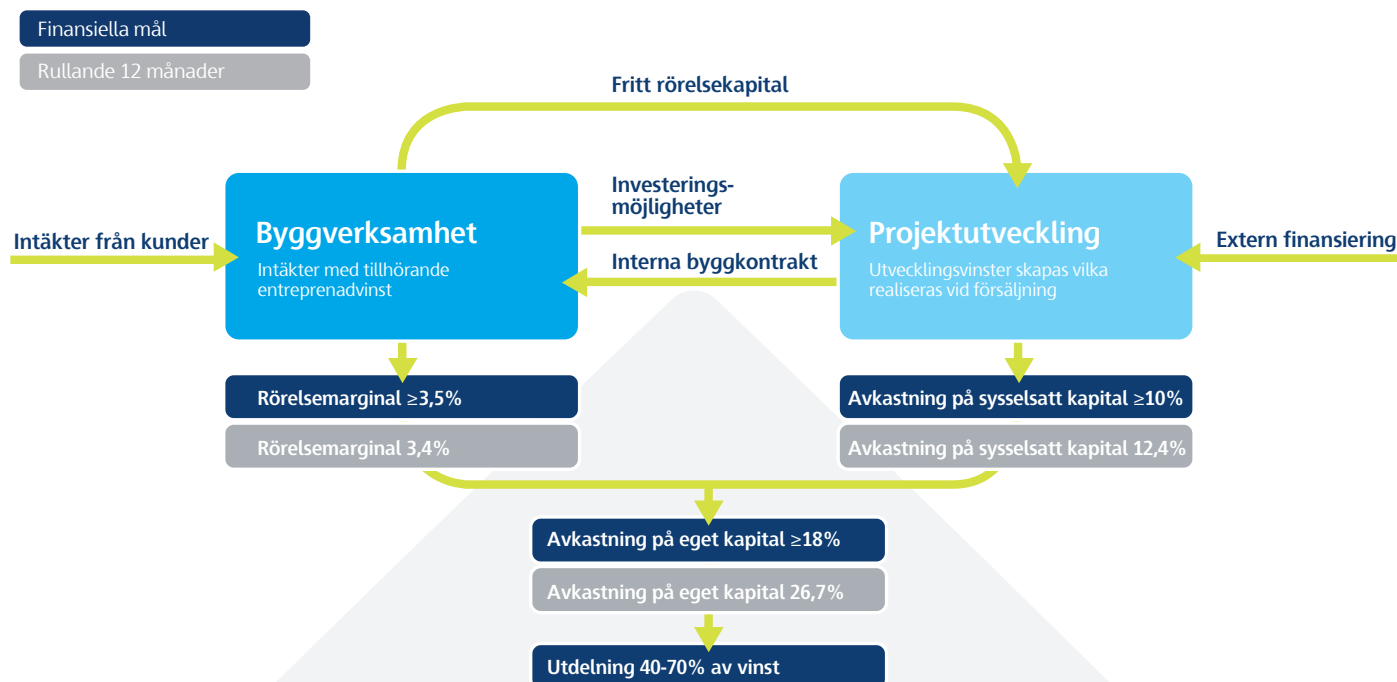 Finansiella mål
Rullande 12 månader
Fritt rörelsekapital
Intäkter från kunder
Byggverksamhet
Intäkter med tillhörande
entreprenadvinst
Investerings-
möjligheter
Interna byggkontrakt
Projektutveckling
Utvecklingsvinster skapas vilka
realiseras vid försäljning
Extern finansiering
Rörelsemarginal ≥3,5%
Rörelsemarginal 3,4%
Avkastning på sysselsatt kapital ≥10%
Avkastning på sysselsatt kapital 12,4%
Avkastning på eget kapital ≥18%
Avkastning på eget kapital 26,7%
Utdelning 40-70% av vinst